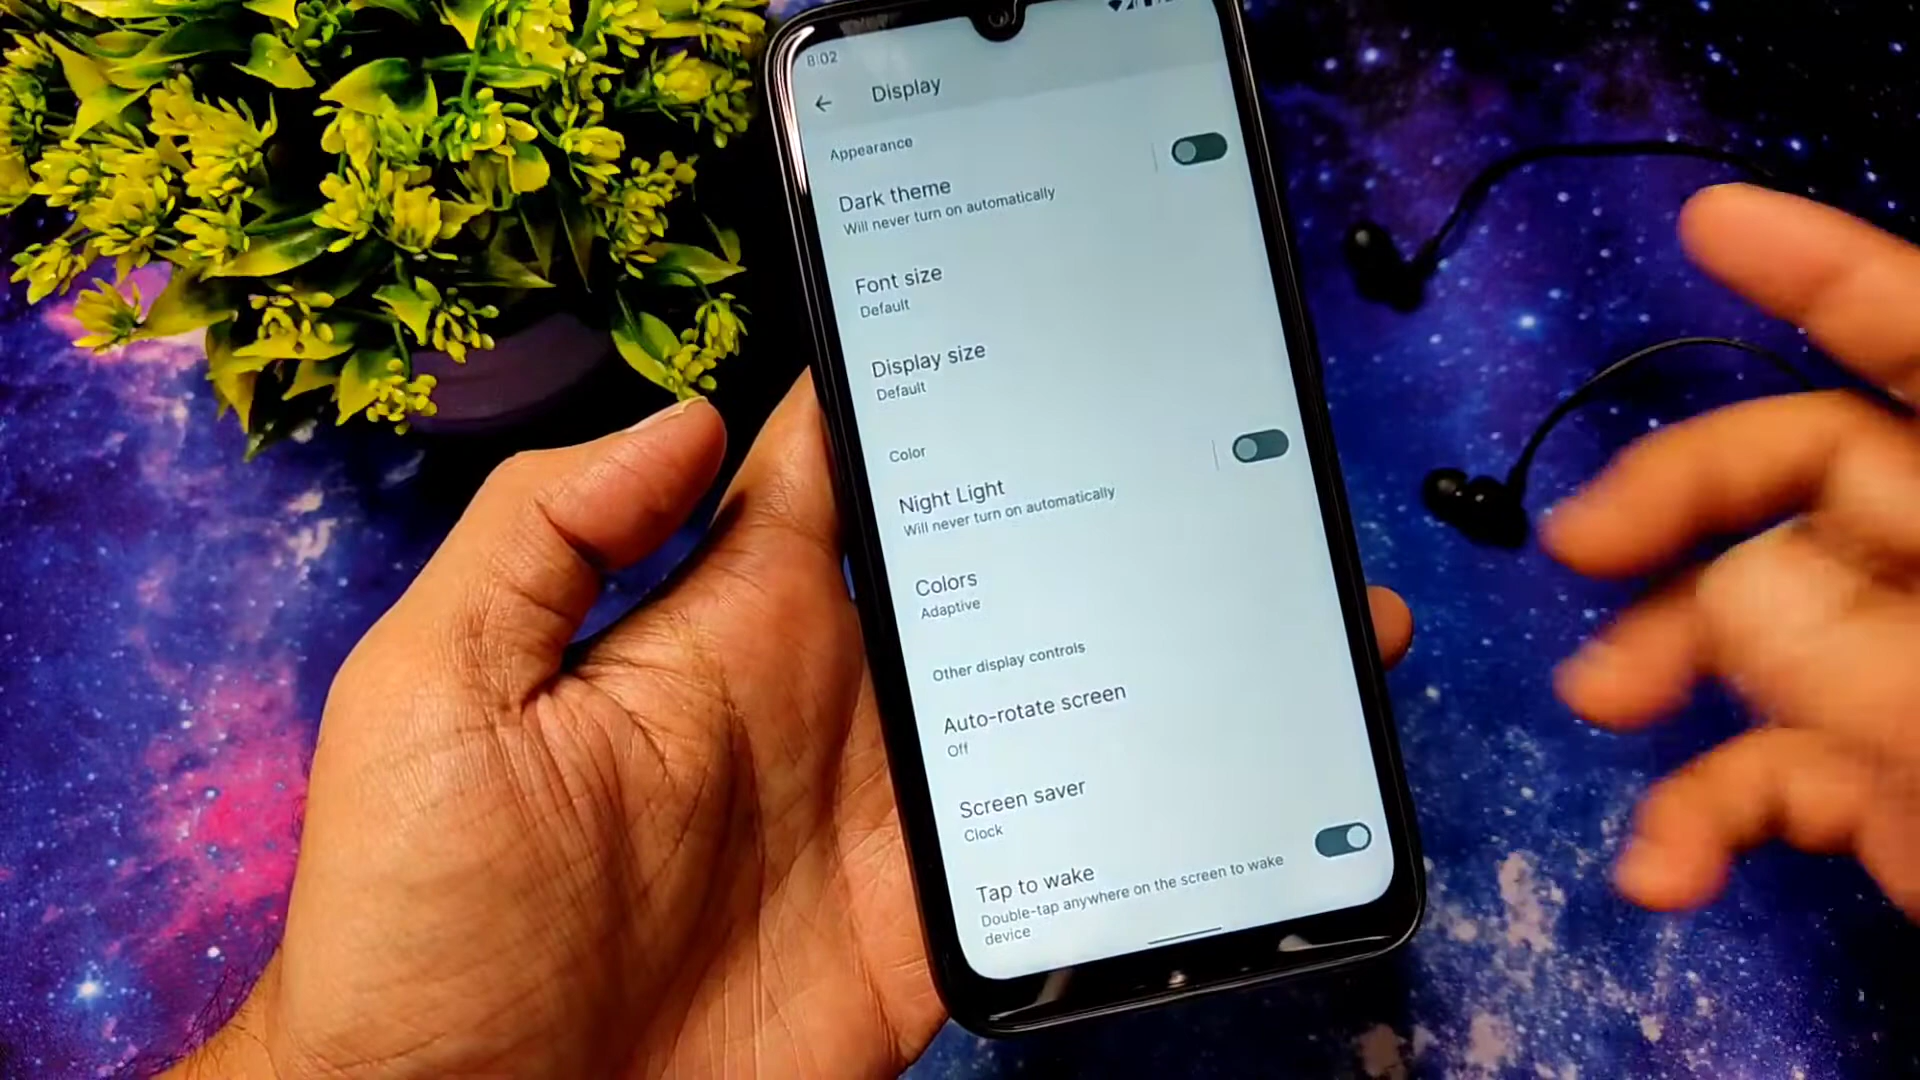 8:02
Display
Appearance
Dark theme
Will never turn on automatically
Font size
Default
Display size
Default
Color
Night Light
Will never turn on automatically
Colors
Adaptive
Other display controls
Auto-rotate screen
Off
Screen saver
Clock
Tap to wake
Double-tap anywhere on the screen to wake
device